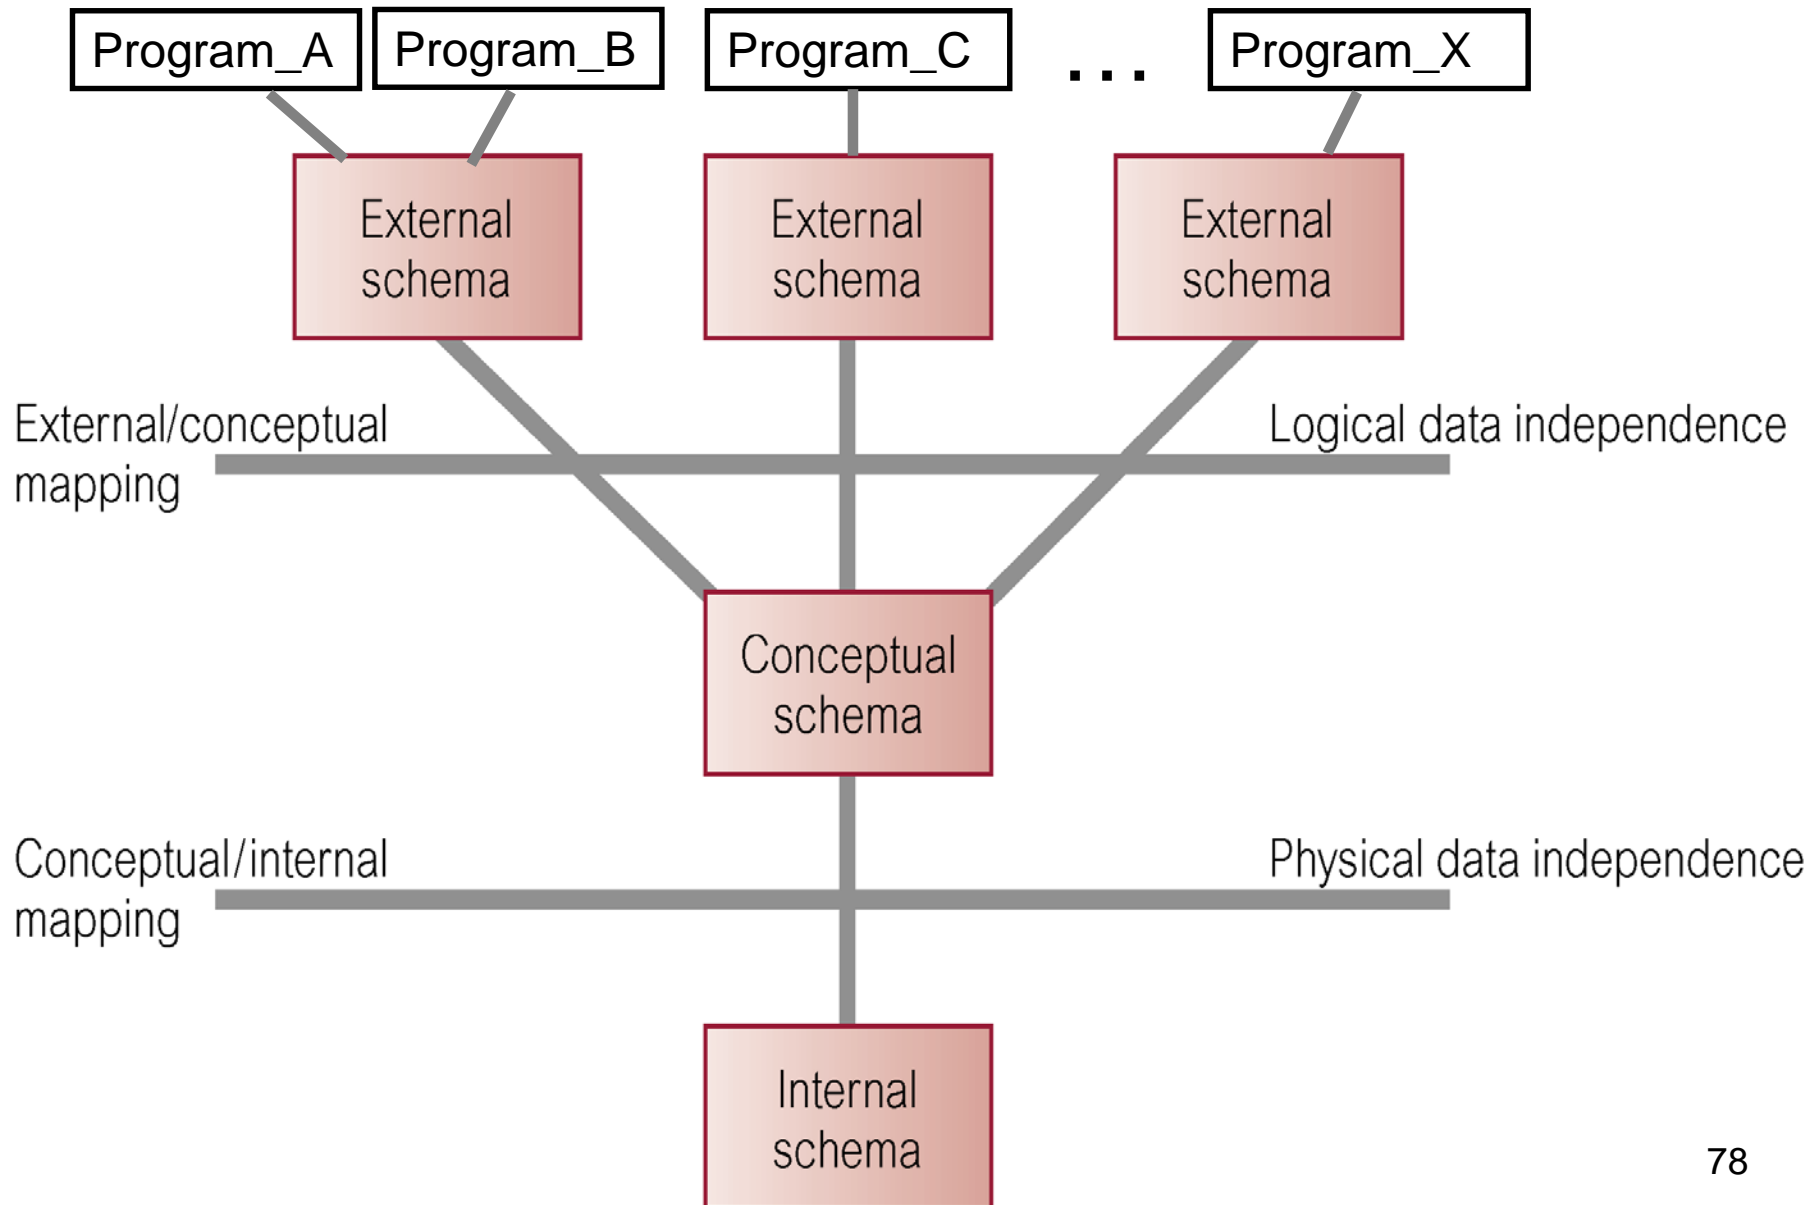 Program_A
Program_B
Program_C
...
Program_X
External
schema
External
schema
External
schema
External/conceptual
mapping
Logical data independence
Conceptual
schema
Conceptual/internal
mapping
Physical data independence
Internal
schema
78